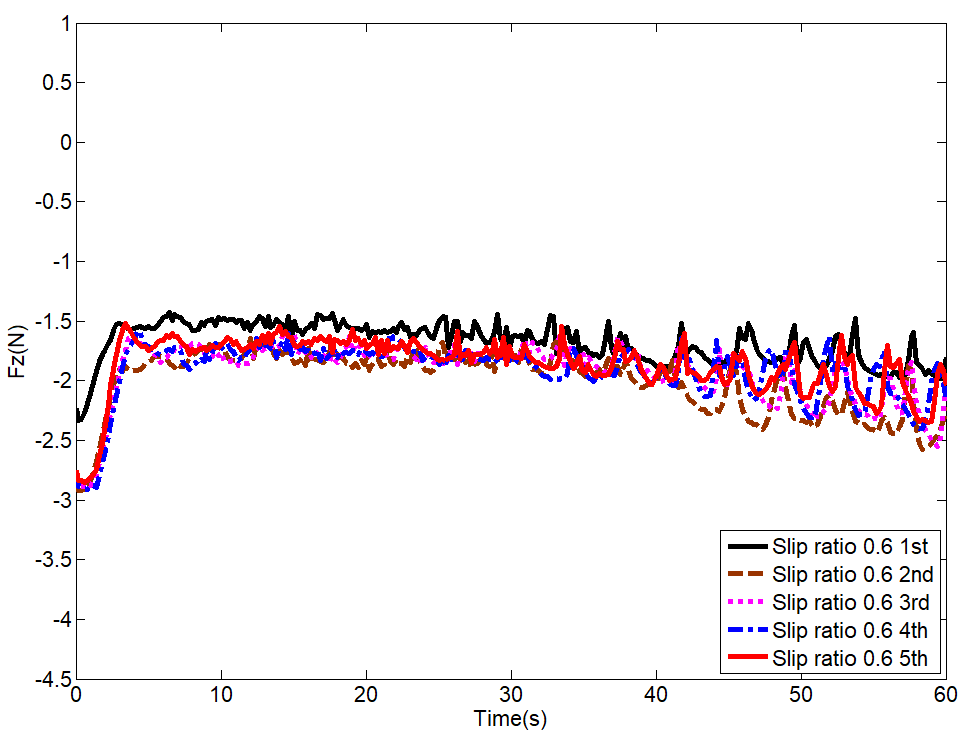 1
0.5
0
-0.5
-1
-1.5
-2
-2.5
-3
-3.5
-4
-4.5
Fz(N)
0 10 20 30 40 50 60
Time(s)
Slip ratio 0.6 1st
Slip ratio 0.6 2nd
Slip ratio 0.6 3rd
Slip ratio 0.6 4th
Slip ratio 0.6 5th